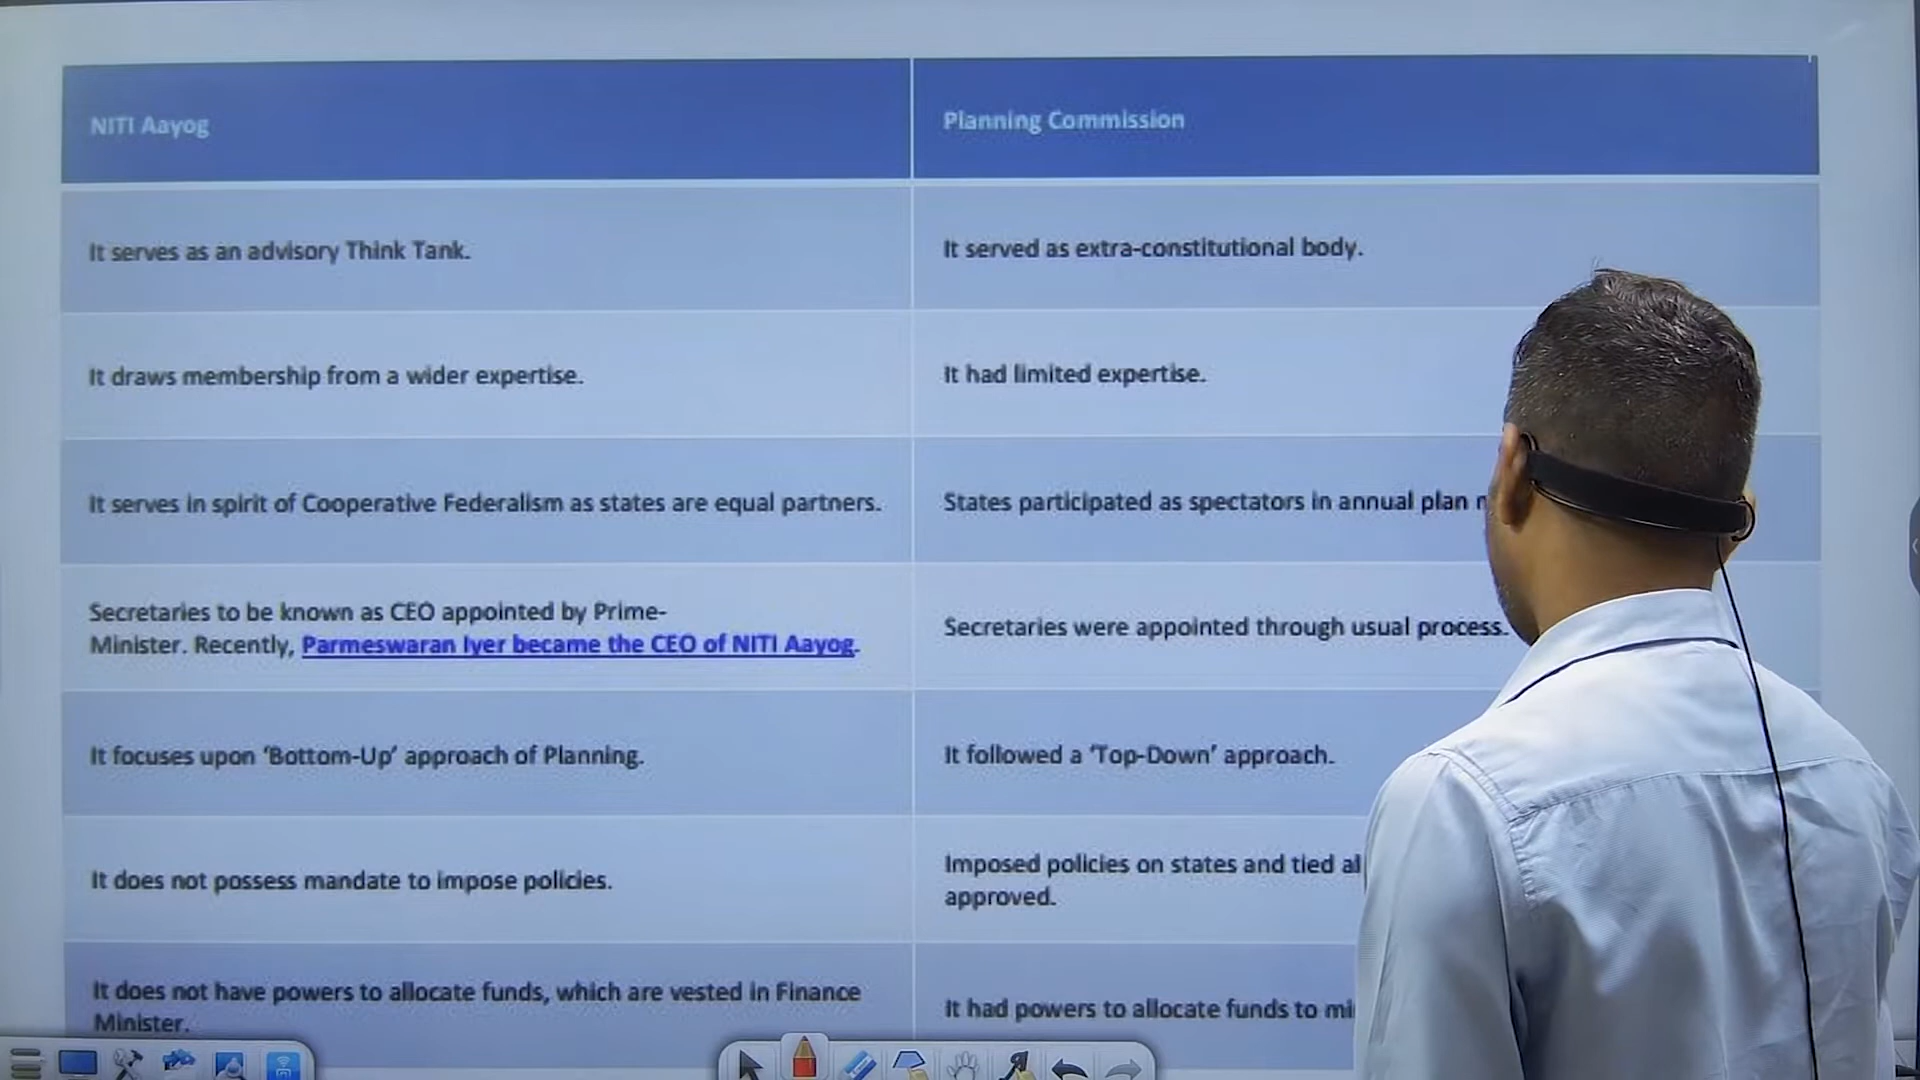 NITI Aayog
Planning Commission
It serves as an advisory Think Tank.
It served as extra-constitutional body.
It draws membership from a wider expertise.
It had limited expertise.
It serves in spirit of Cooperative Federalism as states are equal partners.
States participated as spectators in annual plan
Secretaries to be known as CEO appointed by Prime-
Minister. Recently, Parmeswaran Iyer became the CEO of NITI Aayog.
Secretaries were appointed through usual process.
It focuses upon ‘Bottom-Up’ approach of Planning.
It followed a ‘Top-Down’ approach.
It does not possess mandate to impose policies.
Imposed policies on states and tied
approved.
It does not have powers to allocate funds, which are vested in Finance
Minister.
It had powers to allocate funds to